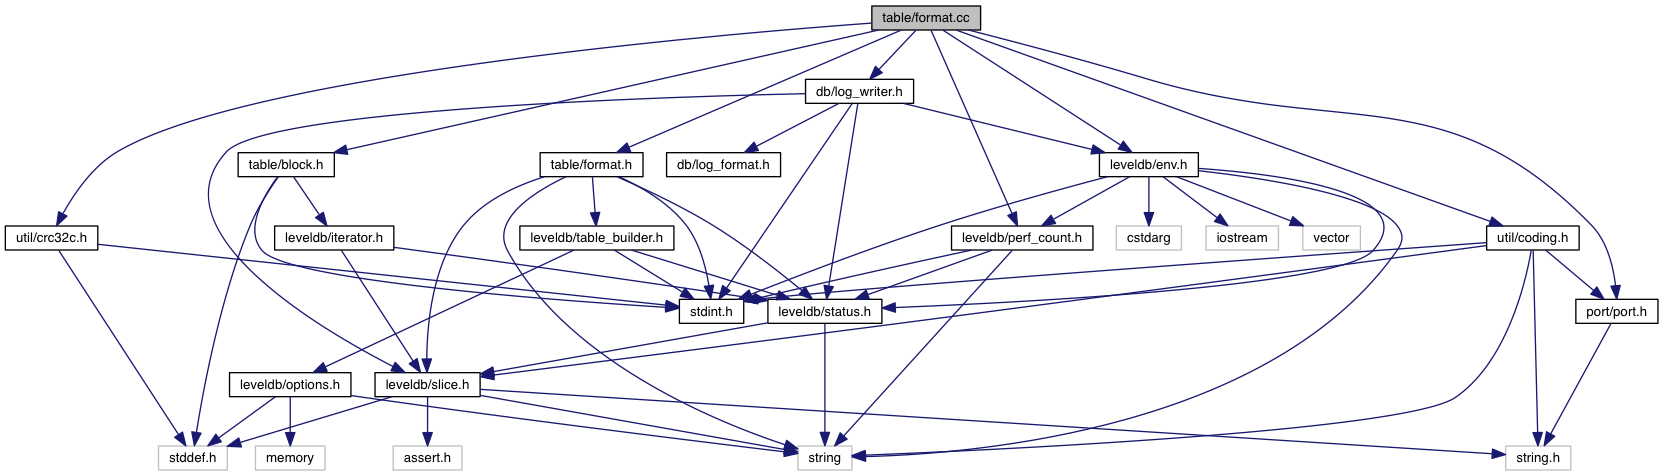 table/format.cc
db/log_writer.h
table/block.h
table/format.h
db/log_format.h
leveldb/env.h
util/crc32c.h
leveldb/iterator.h
leveldb/table_builder.h
leveldb/perf_count.h
cstdarg
iostream
vector
util/coding.h
stdint.h
leveldb/status.h
port/port.h
leveldb/options.h
leveldb/slice.h
stddef.h
memory
assert.h
string
string.h